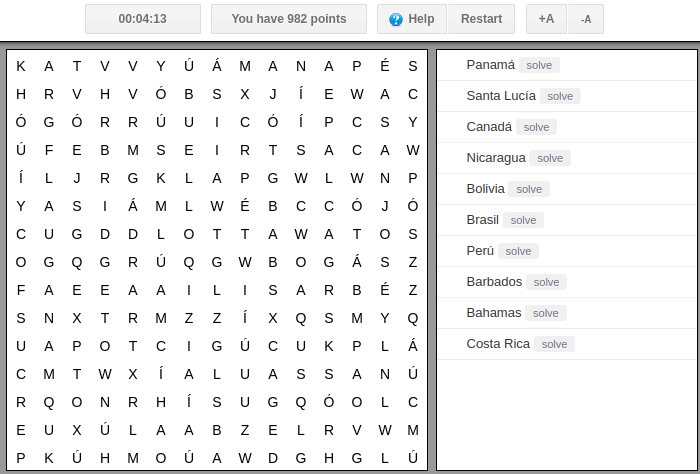 00:04:13 You have 982 points Help Restart +A -A
K A T V V Y Ú Á M A N A P É S
H R V H V Ó B S X J Í E W A C
Ó G Ó R R Ú U I C Ó Í P C S Y
Ú F E B M S E I R T S A C A W
Í L J R G K L A P G W L W N P
Y A S I Á M L W É B C C Ó J Ó
C U G D D L O T T A W A T O S
O G Q G R Ú Q G W B O G Á S Z
F A E E A A I L I S A R B É Z
S N X T R M Z Z Í X Q S M Y Q
U A P O T C I G Ú C U K P L Á
C M T W X Í A L U A S S A N Ú
R Q O N R H Í S U G Q Ó O L C
E U X Ú L A A B Z E L R V W M
P K Ú H M O Ú A W D G H G L Ú
Panamá solve
Santa Lucía solve
Canadá solve
Nicaragua solve
Bolivia solve
Brasil solve
Perú solve
Barbados solve
Bahamas solve
Costa Rica solve